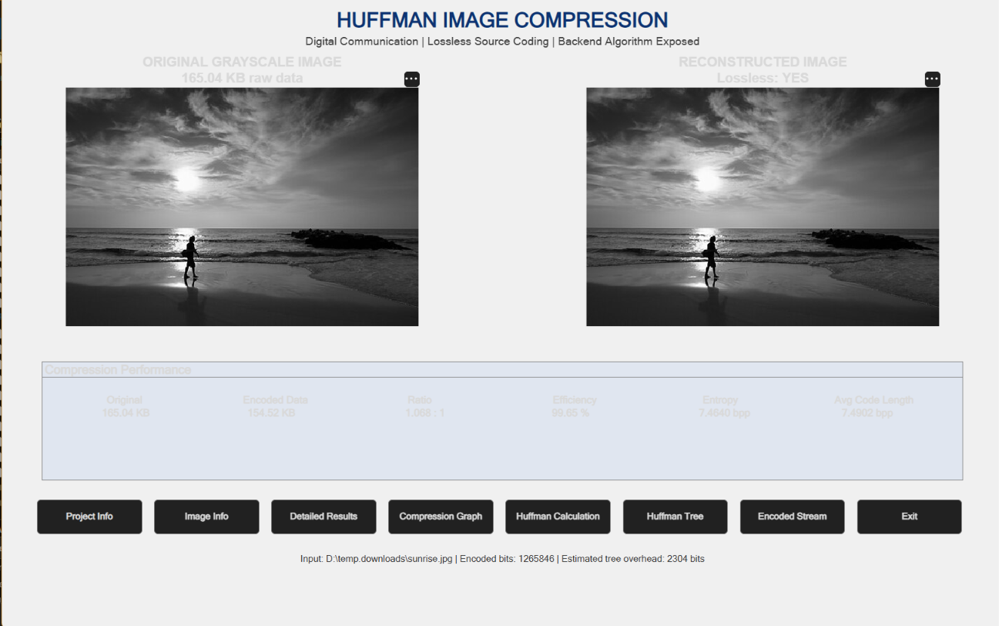 HUFFMAN IMAGE COMPRESSION
Digital Communication | Lossless Source Coding | Backend Algorithm Exposed
ORIGINAL GRAYSCALE IMAGE
165.04 KB raw data
RECONSTRUCTED IMAGE
Lossless: YES
Compression Performance
Original
165.04 KB
Encoded Data
154.52 KB
Ratio
1.068 : 1
Efficiency
99.65 %
Entropy
7.4640 bpp
Avg Code Length
7.4902 bpp
Project Info
Image Info
Detailed Results
Compression Graph
Huffman Calculation
Huffman Tree
Encoded Stream
Exit
Input: D:\temp.downloads\sunrise.jpg | Encoded bits: 1265846 | Estimated tree overhead: 2304 bits